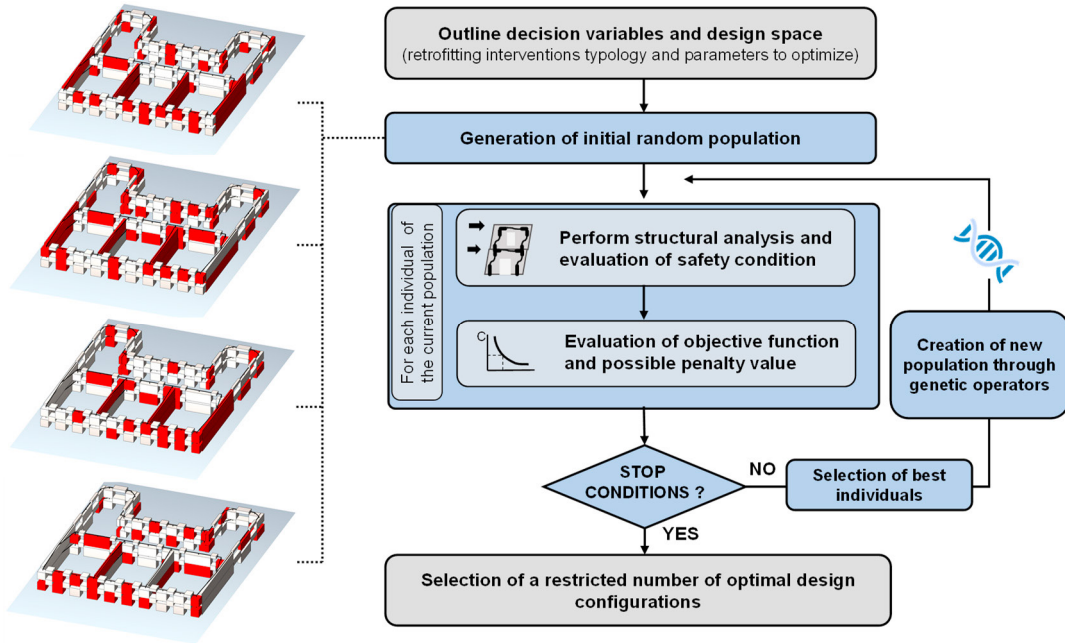 Outline decision variables and design space
(retrofitting interventions typology and parameters to optimize)
Generation of initial random population
For each individual of
the current population
Perform structural analysis and
evaluation of safety condition
C
Evaluation of objective function
and possible penalty value
Creation of new
population through
genetic operators
STOP
CONDITIONS ?
NO
Selection of best
individuals
YES
Selection of a restricted number of optimal design
configurations